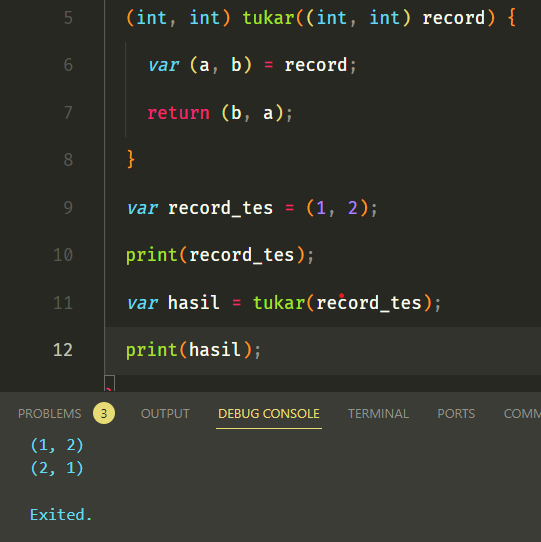 5 (int, int) tukar((int, int) record) {
6 var (a, b) = record;
7 return (b, a);
8 }
9 var record_tes = (1, 2);
10 print(record_tes);
11 var hasil = tukar(record_tes);
12 print(hasil);
}
PROBLEMS 3 OUTPUT DEBUG CONSOLE TERMINAL PORTS COMM
(1, 2)
(2, 1)
Exited.